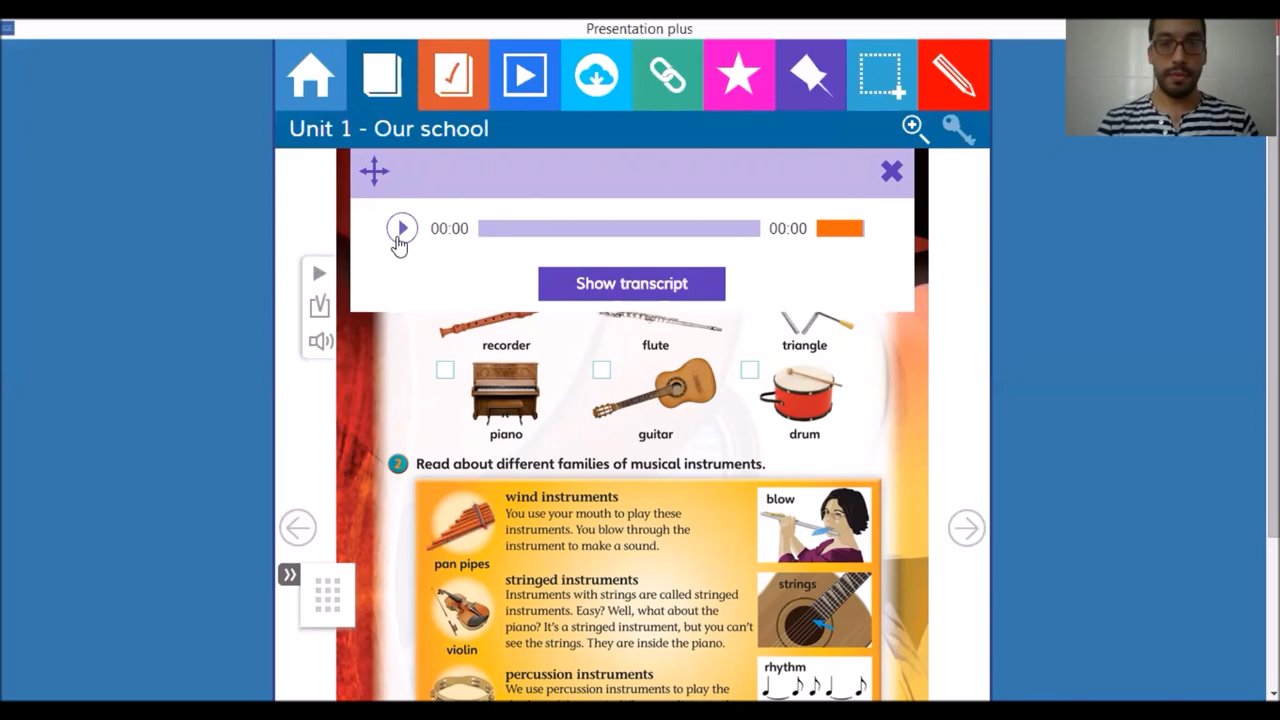 Presentation plus
Unit 1 - Our school
00:00
00:00
Show transcript
recorder
flute
triangle
piano
guitar
drum
2 Read about different families of musical instruments.
wind instruments
You use your mouth to play these
instruments. You blow through the
instrument to make a sound.
pan pipes
blow
stringed instruments
Instruments with strings are called stringed
instruments. Easy? Well, what about the
piano? It's a stringed instrument, but you can't
see the strings. They are inside the piano.
violin
strings
percussion instruments
We use percussion instruments to play the
rhythm